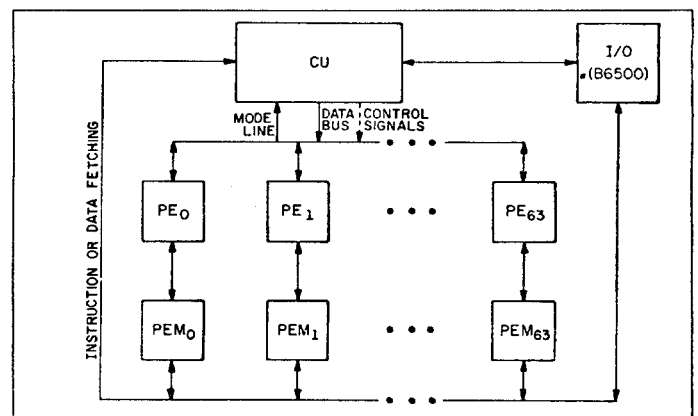 CU
I/O
(B6500)
MODE
LINE
DATA
BUS
CONTROL
SIGNALS
INSTRUCTION OR DATA FETCHING
PE0
PE1
PE63
PEM0
PEM1
PEM63